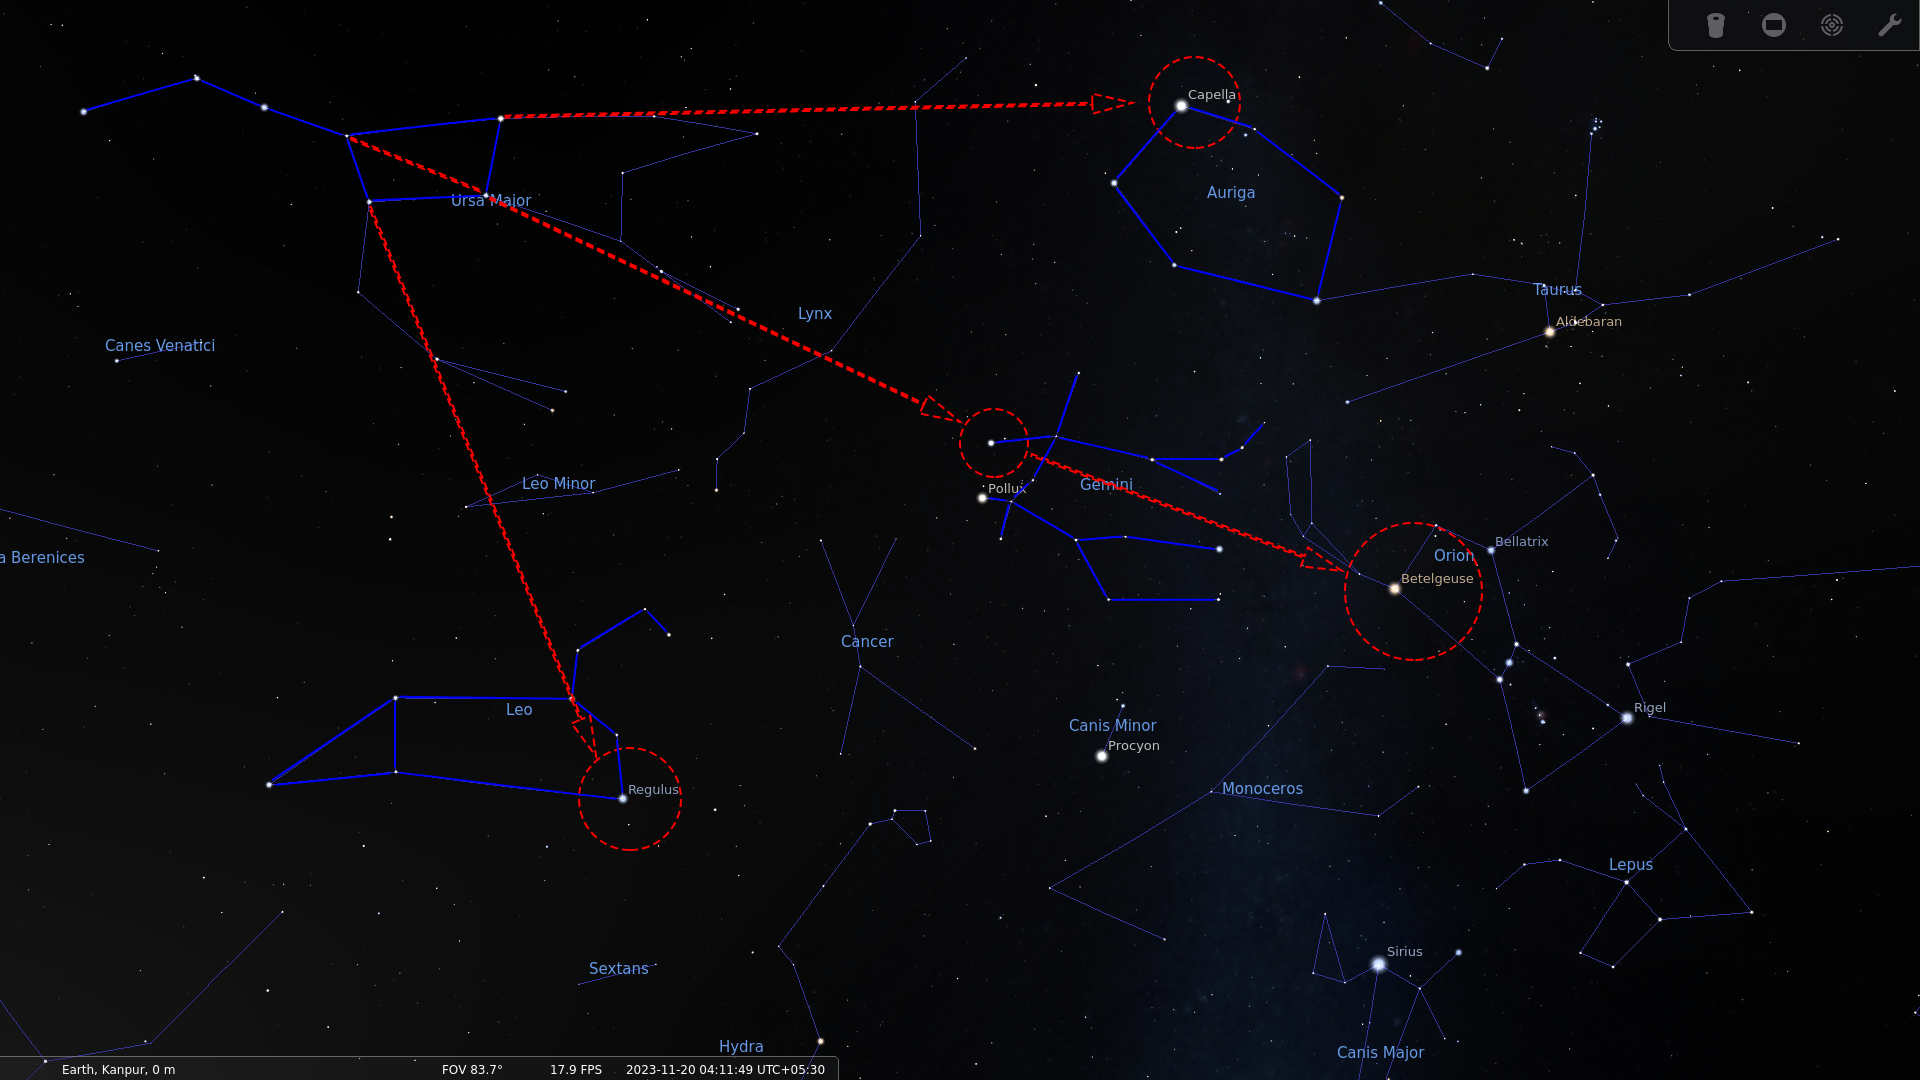 Capella
Auriga
Ursa Major
Taurus
Lynx
Aldebaran
Canes Venatici
Leo Minor
Pollux
Gemini
Bellatrix
Orion
a Berenices
Betelgeuse
Cancer
Leo
Rigel
Canis Minor
Procyon
Regulus
Monoceros
Lepus
Sirius
Sextans
Hydra
Canis Major
Earth, Kanpur, 0 m FOV 83.7° 17.9 FPS 2023-11-20 04:11:49 UTC+05:30